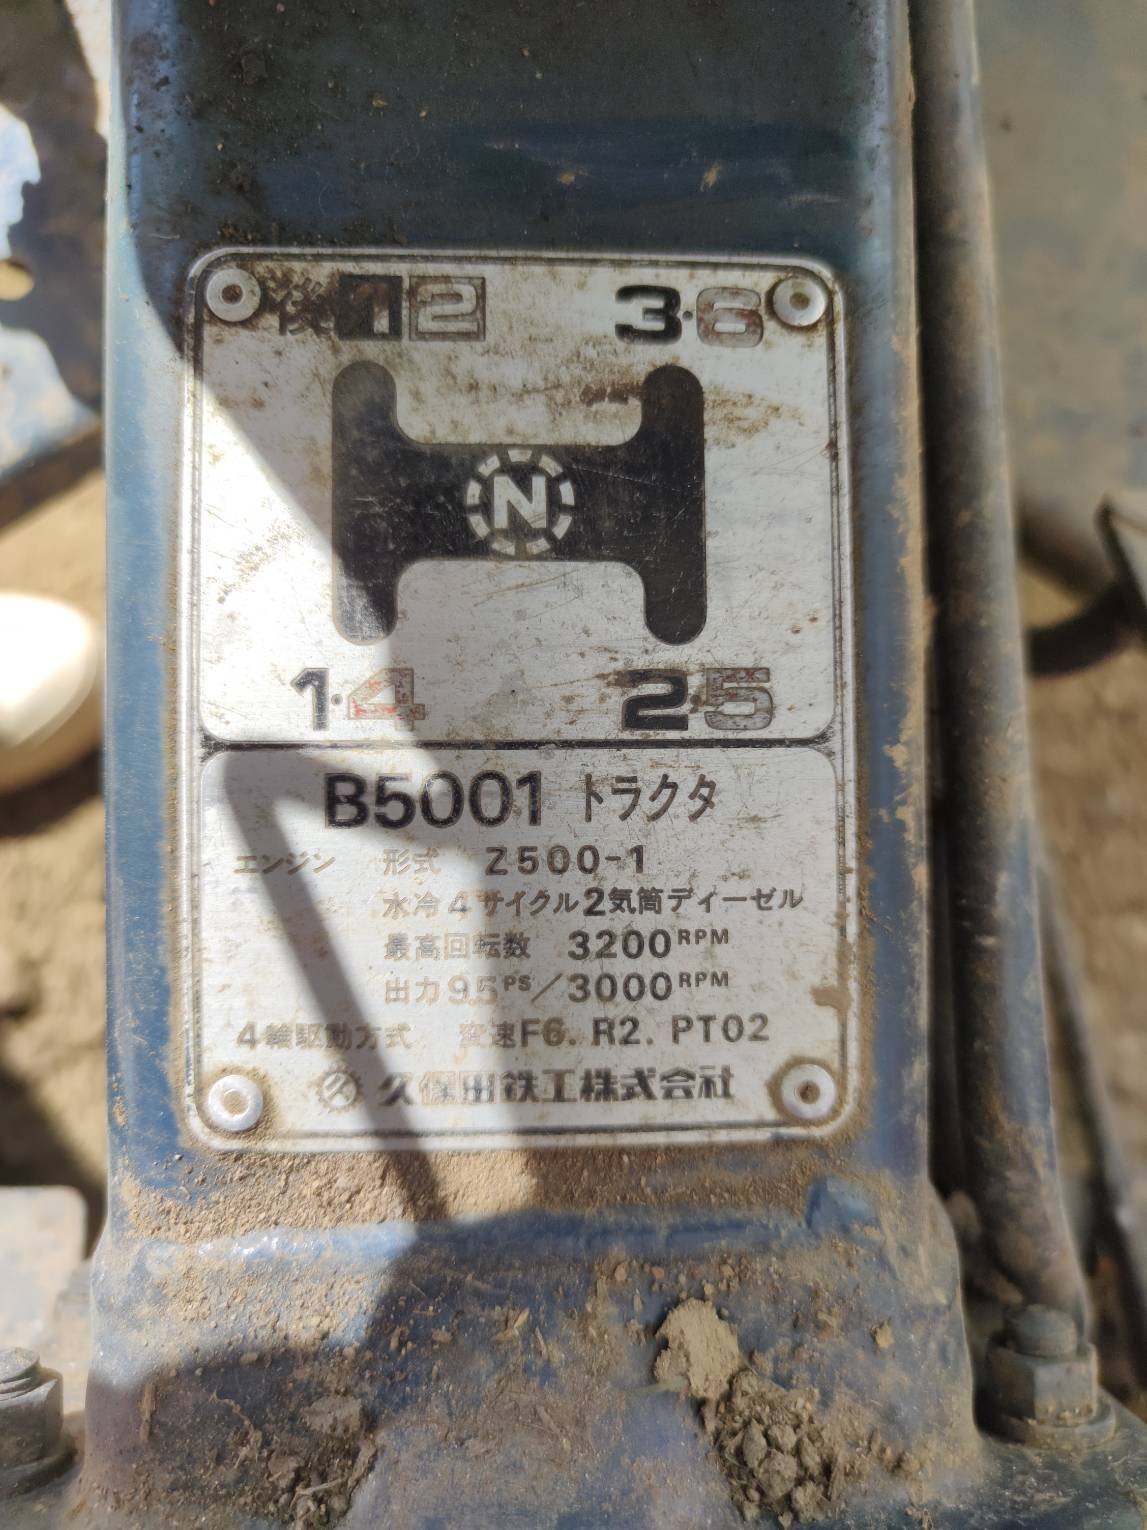 後 1 2 3·6
N
1·4 2·5
B5001 トラクタ
エンジン 形式 Z500-1
水冷4サイクル2気筒ディーゼル
最高回転数 3200RPM
出力 9.5PS/3000RPM
4輪駆動方式 変速F6. R2. PTO2
久保田鉄工株式会社